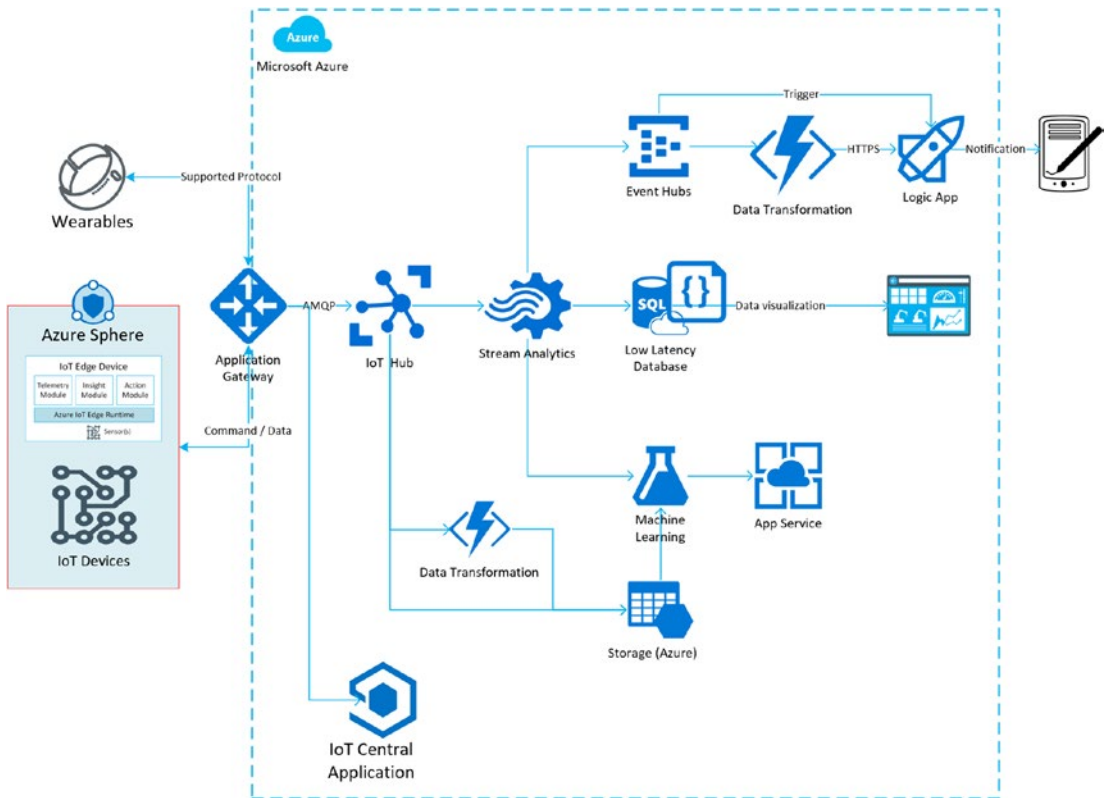 Azure
Microsoft Azure
Trigger
HTTPS
Notification
Event Hubs
Data Transformation
Logic App
Supported Protocol
Wearables
Azure Sphere
IoT Edge Device
Telemetry
Module
Insight
Module
Action
Module
Azure IoT Edge Runtime
Sensor(s)
IoT Devices
Application
Gateway
AMQP
IoT Hub
Stream Analytics
SQL
{}
Low Latency
Database
Data visualization
Command / Data
Machine
Learning
App Service
Data Transformation
Storage (Azure)
IoT Central
Application